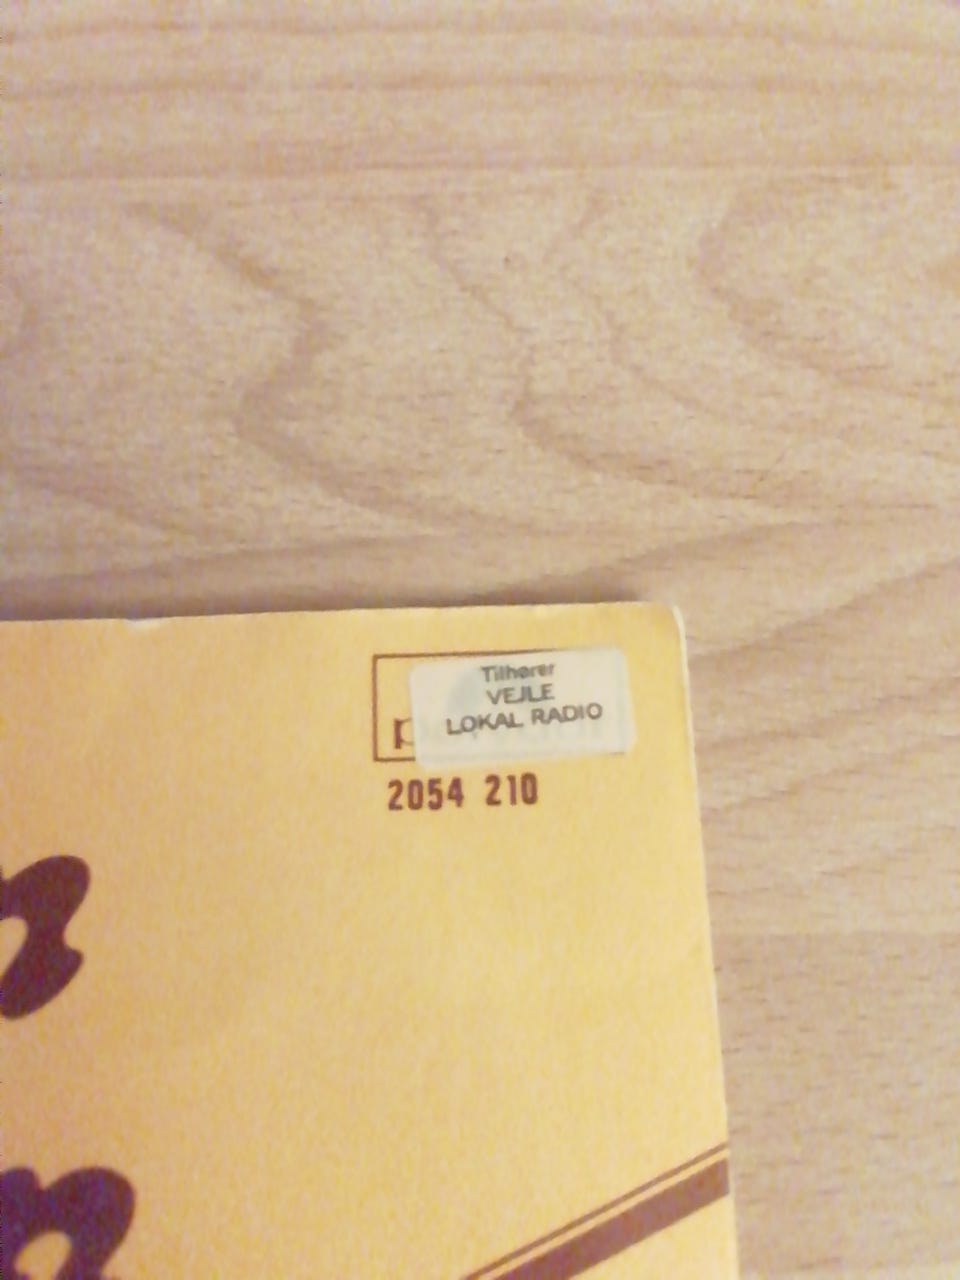 Tilhører
VEJLE
LOKAL RADIO
2054 210